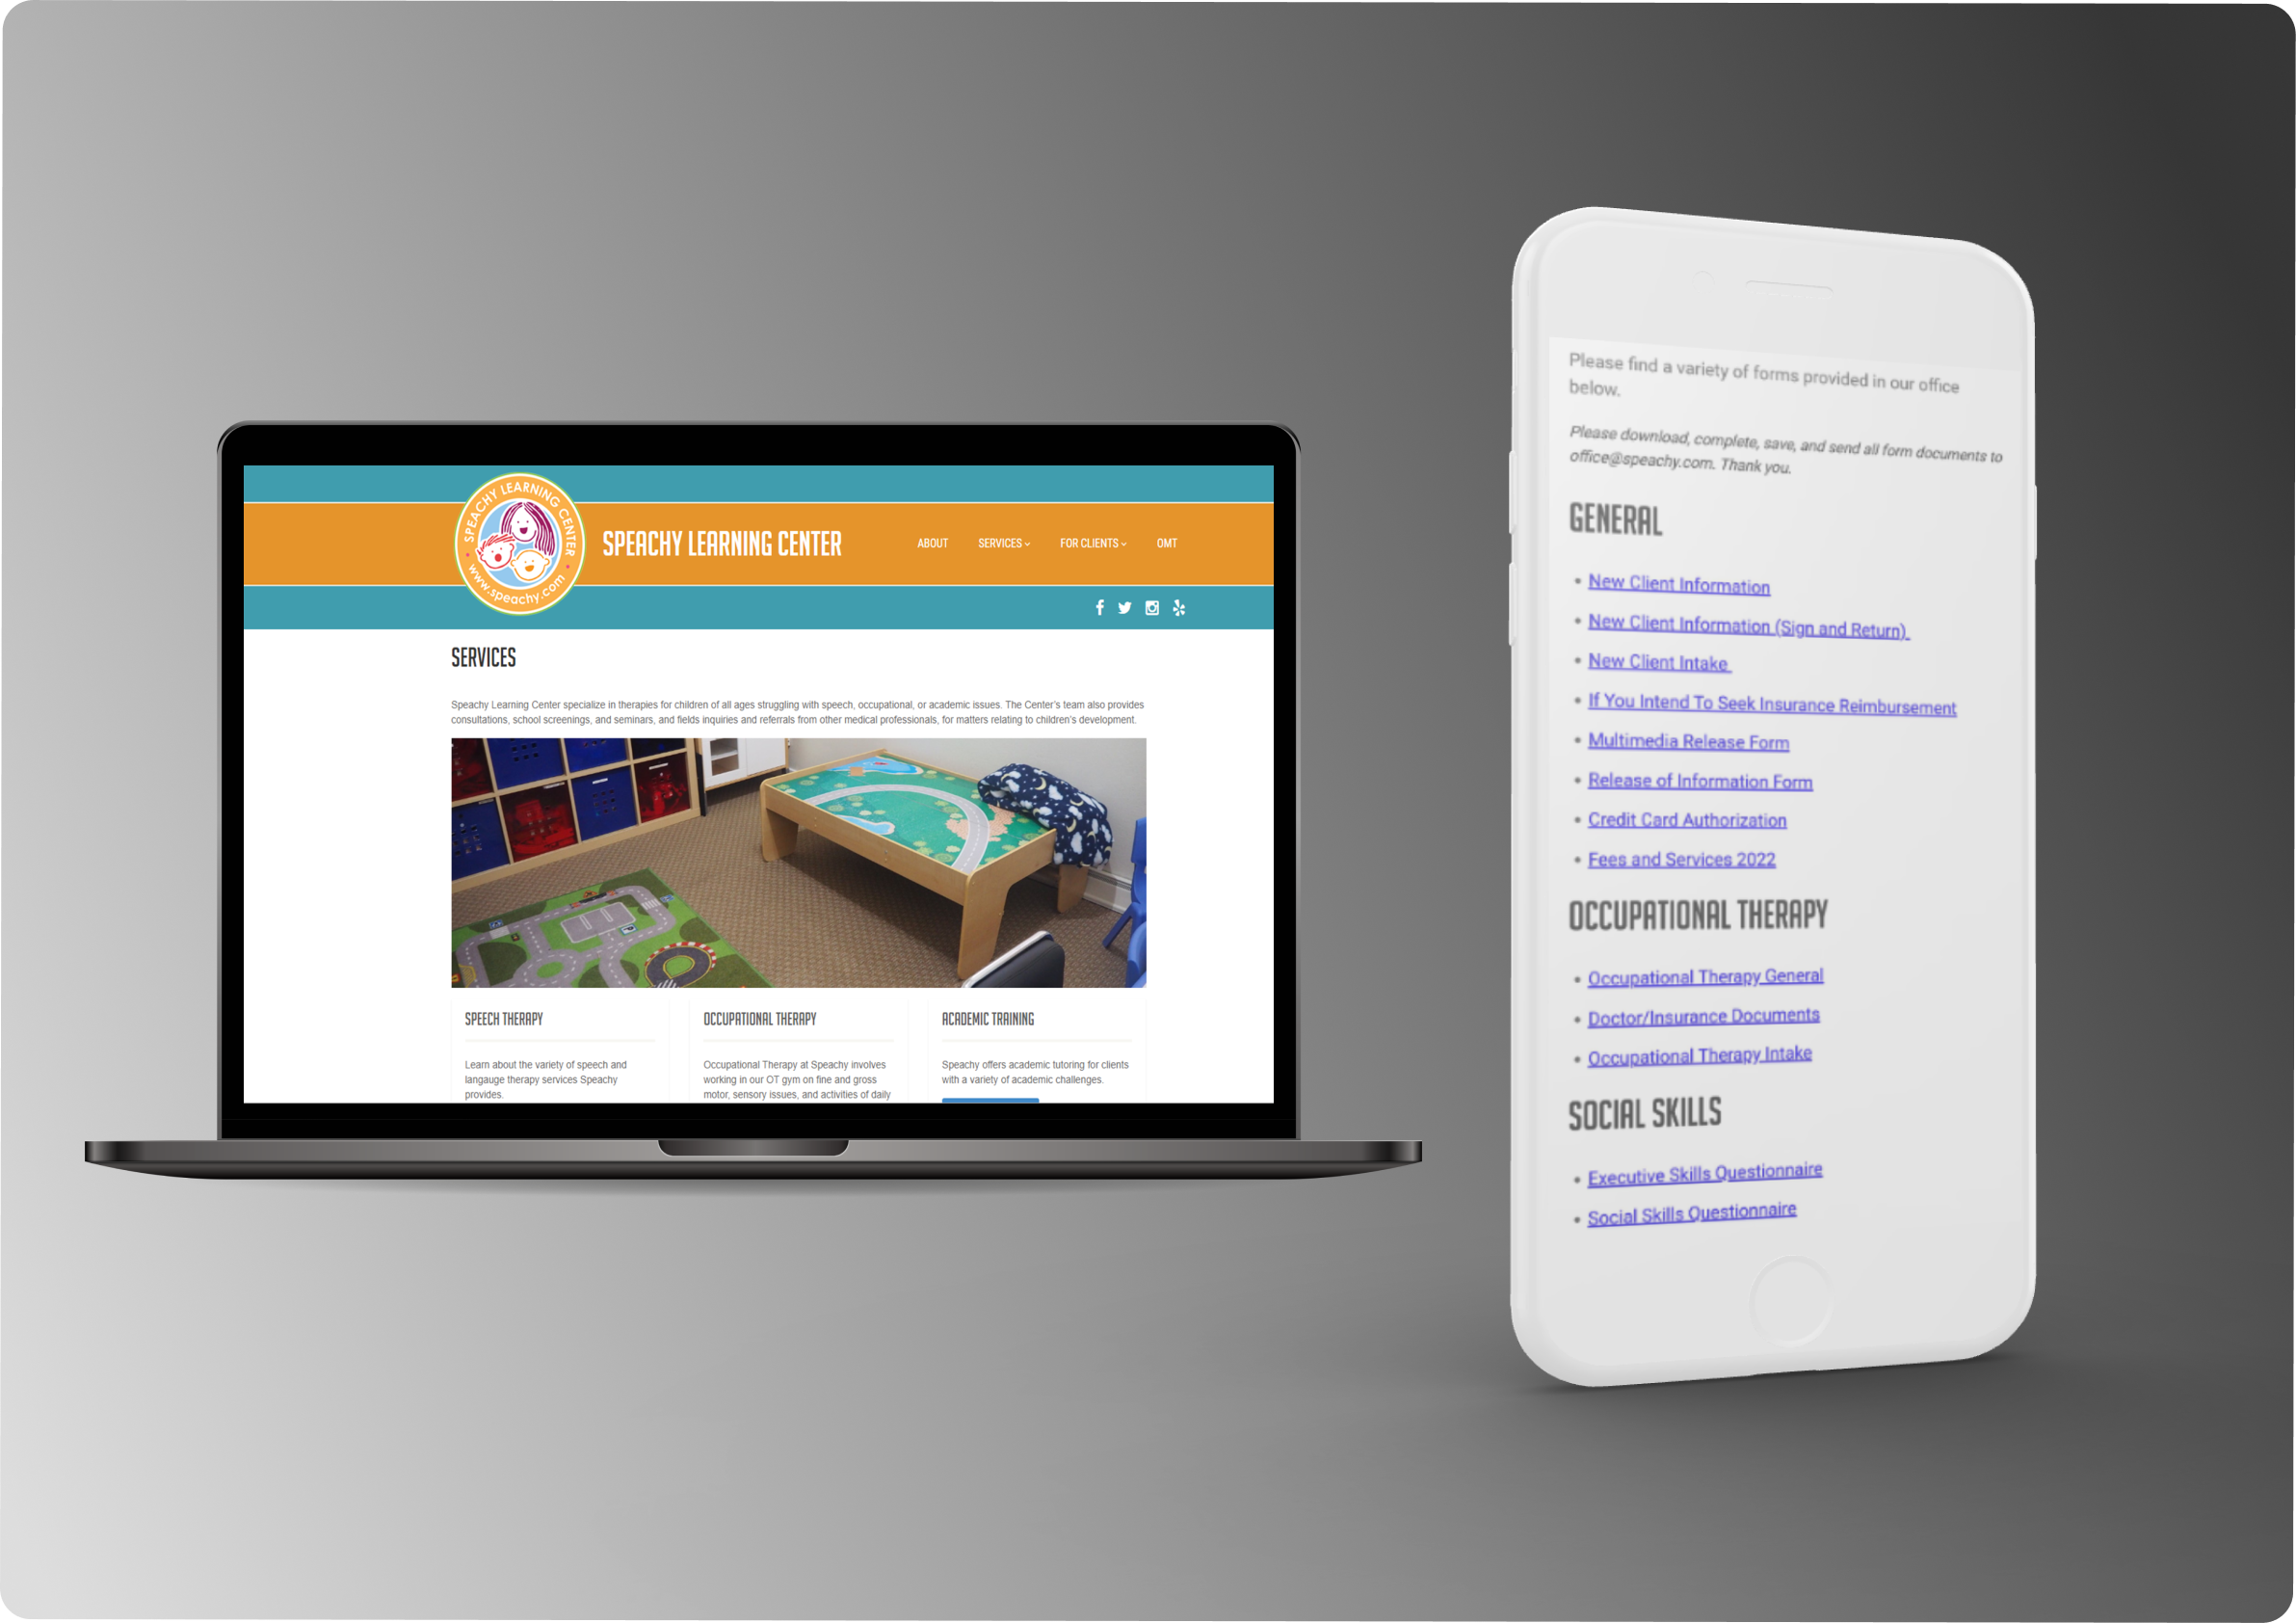 SPEACHY LEARNING CENTER
www.speachy.com
SPEACHY LEARNING CENTER
ABOUT SERVICES FOR CLIENTS OMT
SERVICES
Speachy Learning Center specialize in therapies for children of all ages struggling with speech, occupational, or academic issues. The Center's team also provides
consultations, school screenings, and seminars, and fields inquiries and referrals from other medical professionals, for matters relating to children's development.
SPEECH THERAPY
Learn about the variety of speech and
langauge therapy services Speachy
provides.
OCCUPATIONAL THERAPY
Occupational Therapy at Speachy involves
working in our OT gym on fine and gross
motor, sensory issues, and activities of daily
ACADEMIC TRAINING
Speachy offers academic tutoring for clients
with a variety of academic challenges.
Please find a variety of forms provided in our office
below.
Please download, complete, save, and send all form documents to
office@speachy.com. Thank you.
GENERAL
• New Client Information
• New Client Information (Sign and Return)
• New Client Intake
• If You Intend To Seek Insurance Reimbursement
• Multimedia Release Form
• Release of Information Form
• Credit Card Authorization
• Fees and Services 2022
OCCUPATIONAL THERAPY
• Occupational Therapy General
• Doctor/Insurance Documents
• Occupational Therapy Intake
SOCIAL SKILLS
• Executive Skills Questionnaire
• Social Skills Questionnaire